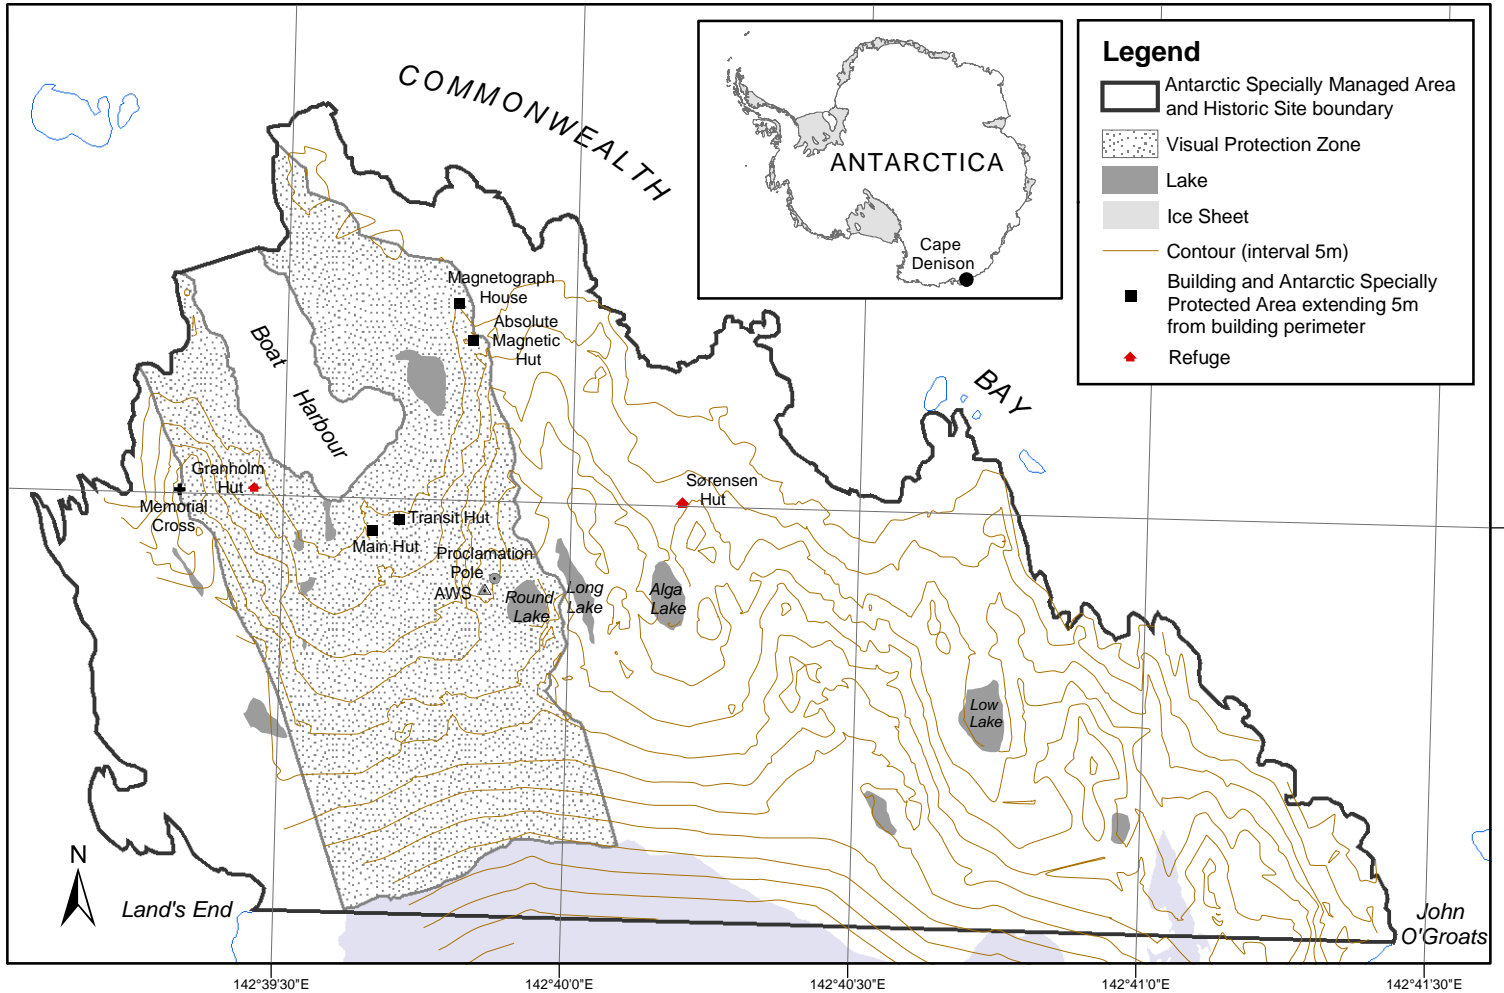 COMMONWEALTH
BAY
ANTARCTICA
Cape
Denison
Legend
Antarctic Specially Managed Area
and Historic Site boundary
Visual Protection Zone
Lake
Ice Sheet
Contour (interval 5m)
Building and Antarctic Specially
Protected Area extending 5m
from building perimeter
Refuge
Magnetograph
House
Absolute
Magnetic
Hut
Boat
Harbour
Granholm
Hut
Memorial
Cross
Transit Hut
Main Hut
Proclamation
Pole
AWS
Round
Lake
Long
Lake
Alga
Lake
Sørensen
Hut
Low
Lake
N
Land's End
John
O'Groats
142°39'30"E
142°40'0"E
142°40'30"E
142°41'0"E
142°41'30"E